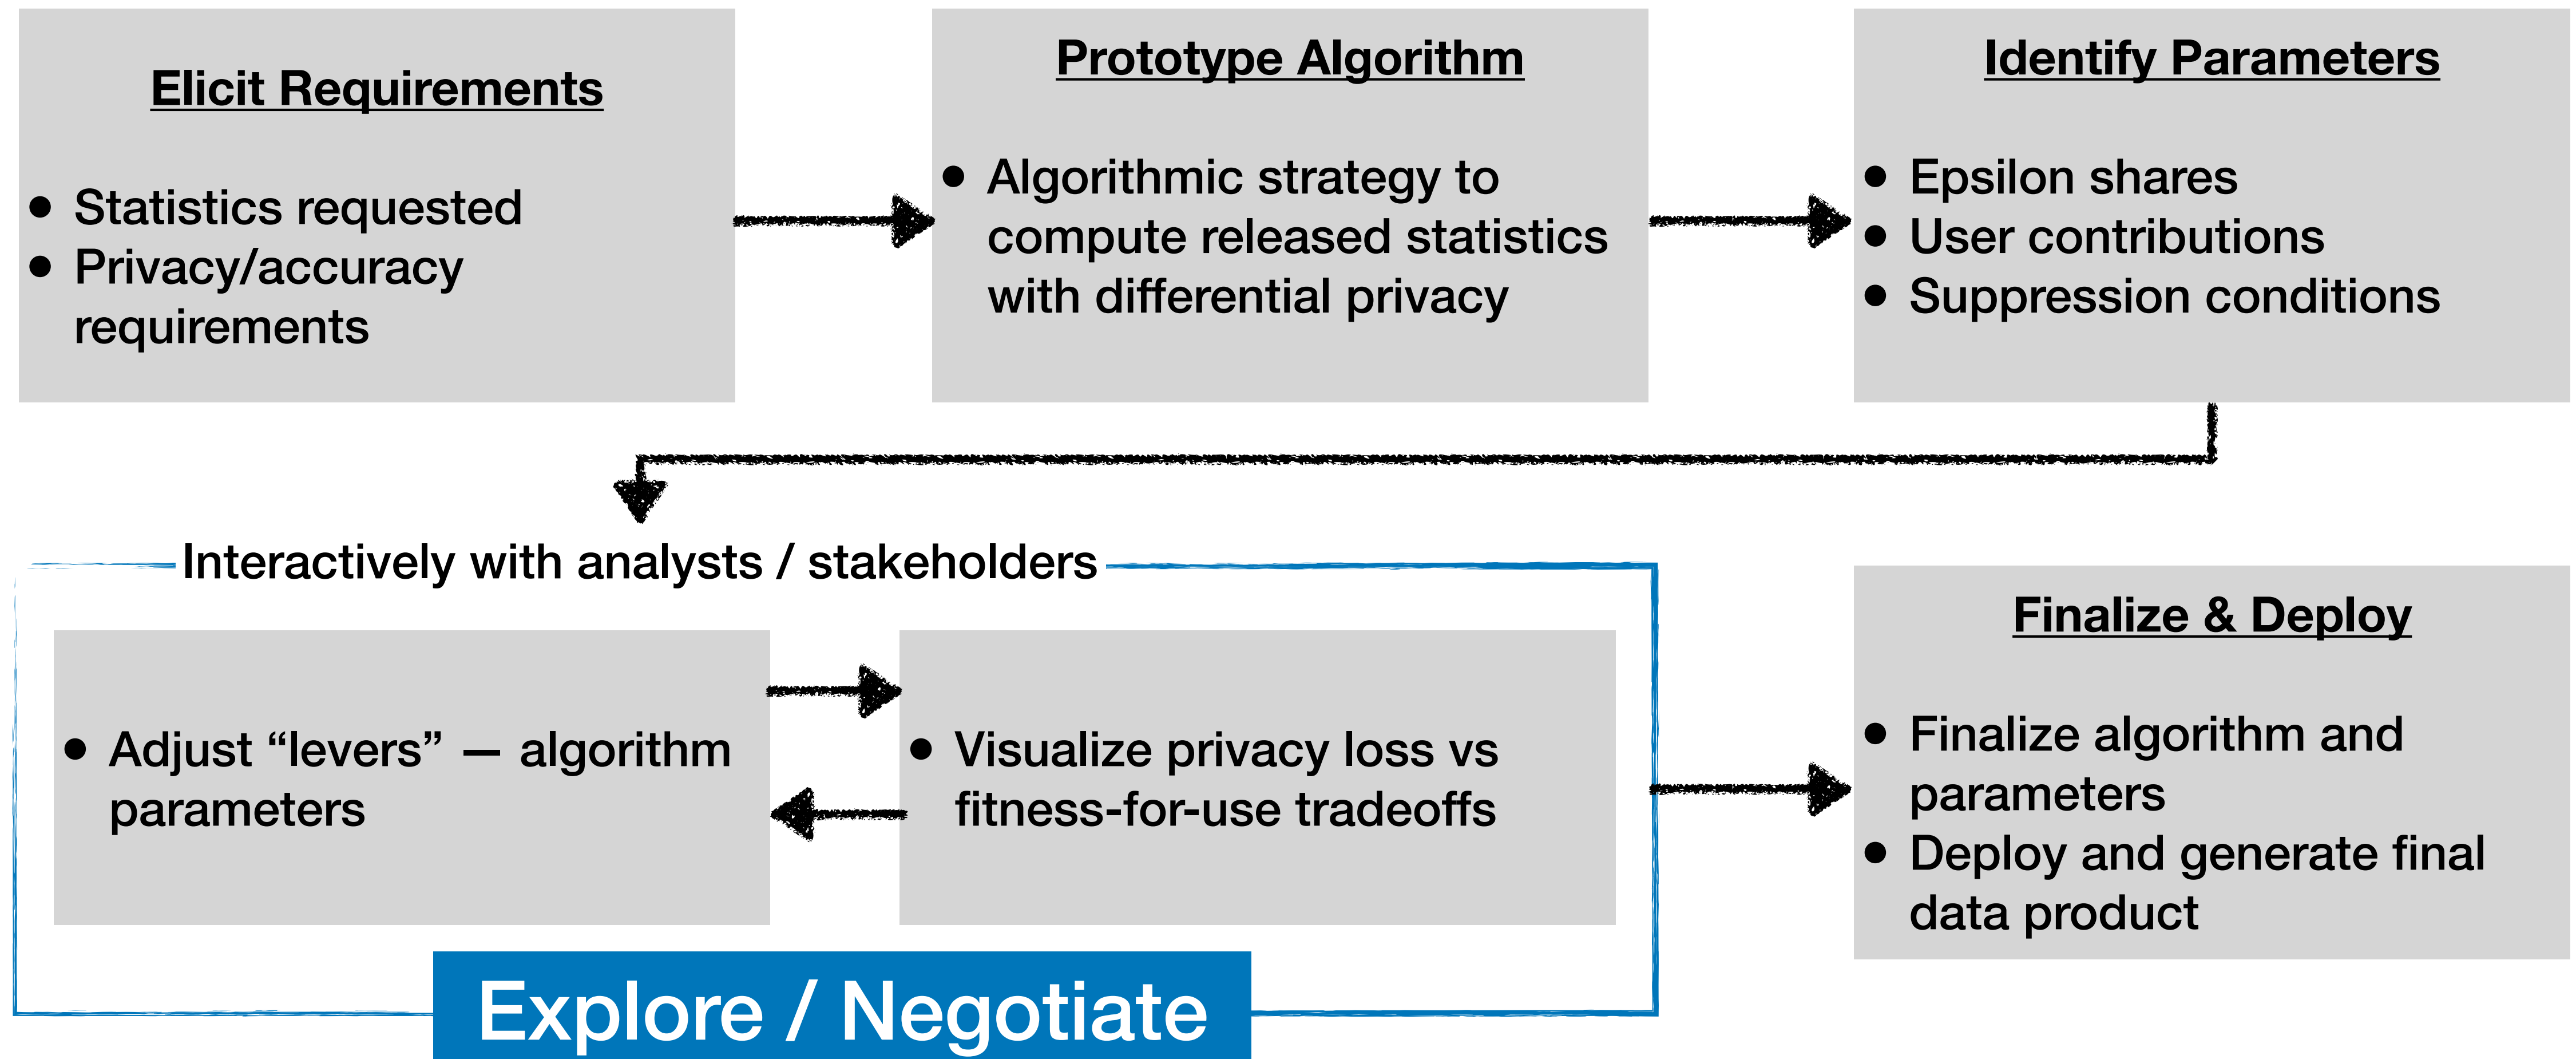 Elicit Requirements
• Statistics requested
• Privacy/accuracy
requirements
Prototype Algorithm
• Algorithmic strategy to
compute released statistics
with differential privacy
Identify Parameters
• Epsilon shares
• User contributions
• Suppression conditions
Interactively with analysts / stakeholders
• Adjust “levers” — algorithm
parameters
• Visualize privacy loss vs
fitness-for-use tradeoffs
Explore / Negotiate
Finalize & Deploy
• Finalize algorithm and
parameters
• Deploy and generate final
data product